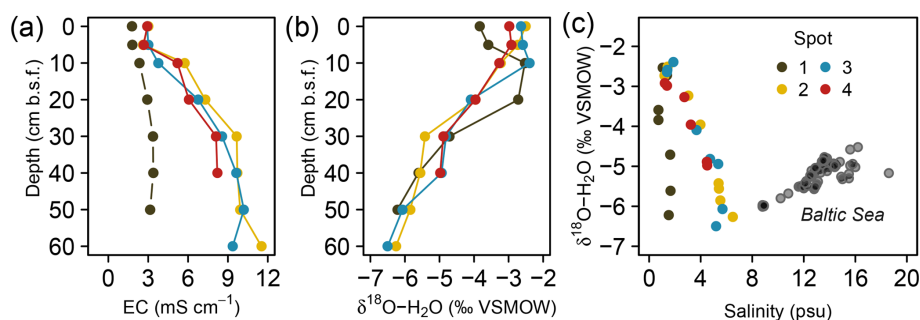 (a)
Depth (cm b.s.f.)
0
10
20
30
40
50
60
0 3 6 9 12
EC (mS cm⁻¹)
(b)
Depth (cm b.s.f.)
0
10
20
30
40
50
60
−7 −6 −5 −4 −3 −2
δ¹⁸O−H₂O (‰ VSMOW)
(c)
δ¹⁸O−H₂O (‰ VSMOW)
−2
−3
−4
−5
−6
−7
Spot
1 3
2 4
Baltic Sea
0 4 8 12 16 20
Salinity (psu)